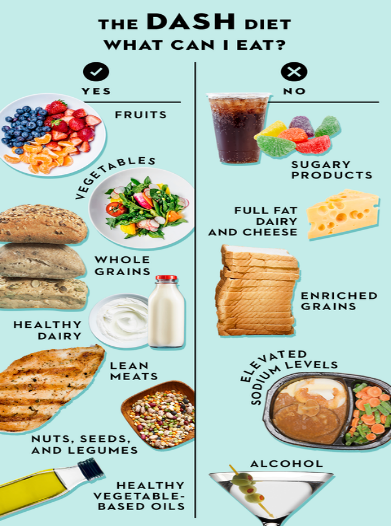 THE DASH DIET
WHAT CAN I EAT?
YES
FRUITS
VEGETABLES
WHOLE
GRAINS
HEALTHY
DAIRY
LEAN
MEATS
NUTS, SEEDS,
AND LEGUMES
HEALTHY
VEGETABLE-
BASED OILS
NO
SUGARY
PRODUCTS
FULL FAT
DAIRY
AND CHEESE
ENRICHED
GRAINS
ELEVATED
SODIUM LEVELS
ALCOHOL